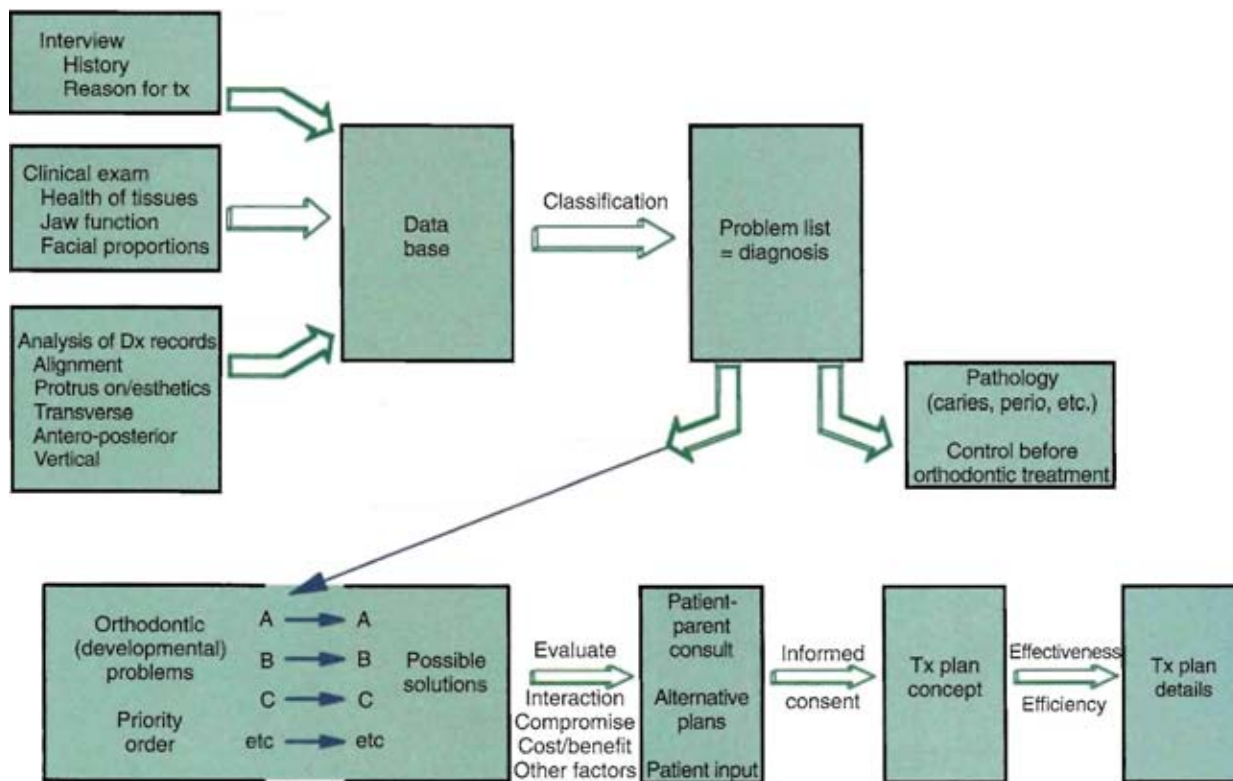 Interview
History
Reason for tx
Clinical exam
Health of tissues
Jaw function
Facial proportions
Analysis of Dx records
Alignment
Protrus on/esthetics
Transverse
Antero-posterior
Vertical
Data
base
Classification
Problem list
= diagnosis
Pathology
(caries, perio, etc.)
Control before
orthodontic treatment
Orthodontic
(developmental)
problems
Priority
order
A A
B B
C C
etc etc
Possible
solutions
Evaluate
Interaction
Compromise
Cost/benefit
Other factors
Patient-
parent
consult
Alternative
plans
Patient input
Informed
consent
Tx plan
concept
Effectiveness
Efficiency
Tx plan
details